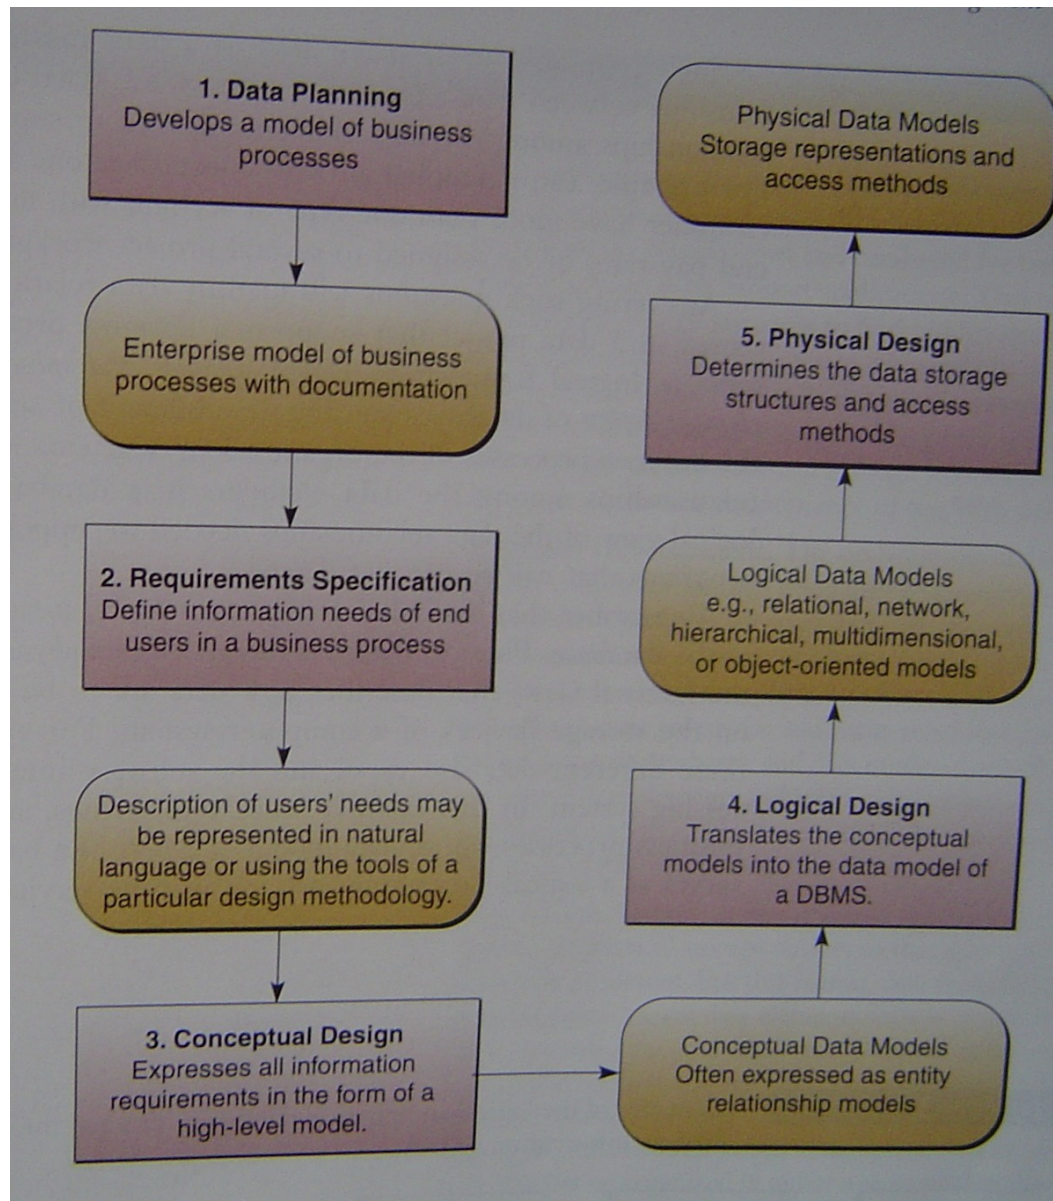 1. Data Planning
Develops a model of business
processes
Enterprise model of business
processes with documentation
2. Requirements Specification
Define information needs of end
users in a business process
Description of users' needs may
be represented in natural
language or using the tools of a
particular design methodology.
3. Conceptual Design
Expresses all information
requirements in the form of a
high-level model.
Conceptual Data Models
Often expressed as entity
relationship models
4. Logical Design
Translates the conceptual
models into the data model of
a DBMS.
Logical Data Models
e.g., relational, network,
hierarchical, multidimensional,
or object-oriented models
5. Physical Design
Determines the data storage
structures and access
methods
Physical Data Models
Storage representations and
access methods